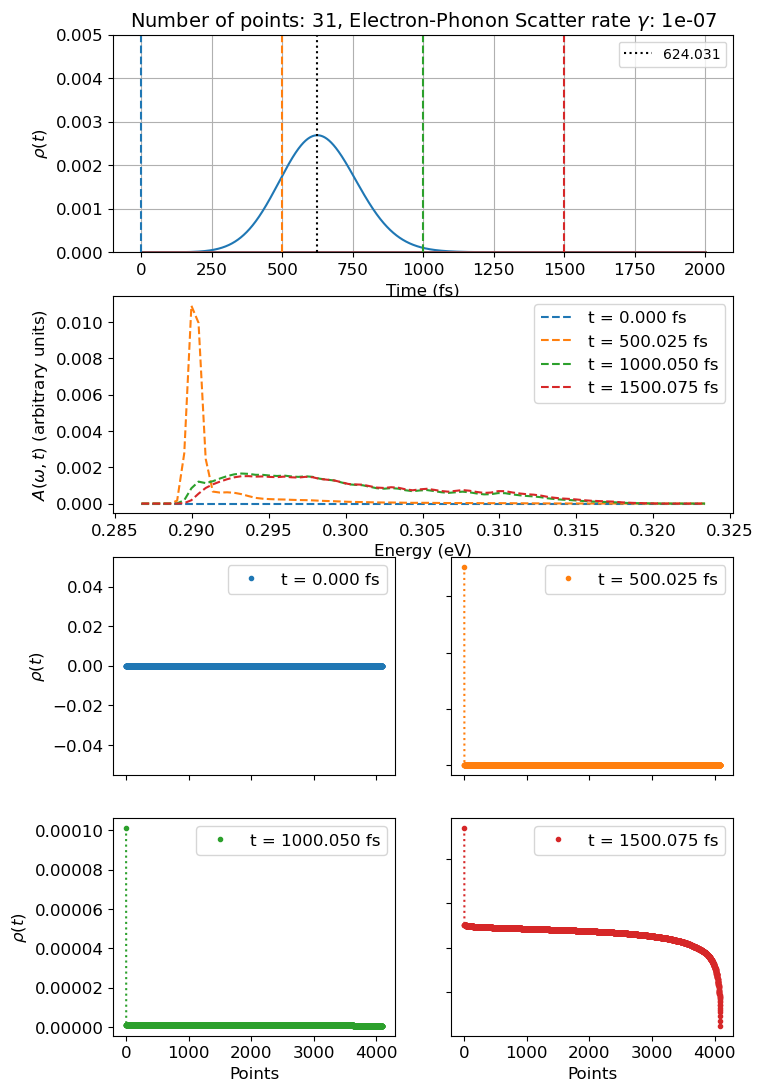 Number of points: 31, Electron-Phonon Scatter rate γ: 1e-07
0.005
0.004
0.003
0.002
0.001
0.000
ρ(t)
624.031
0 250 500 750 1000 1250 1500 1750 2000
Time (fs)
0.010
0.008
0.006
0.004
0.002
0.000
A(ω, t) (arbitrary units)
t = 0.000 fs
t = 500.025 fs
t = 1000.050 fs
t = 1500.075 fs
0.285 0.290 0.295 0.300 0.305 0.310 0.315 0.320 0.325
Energy (eV)
0.04
0.02
0.00
−0.02
−0.04
ρ(t)
t = 0.000 fs
t = 500.025 fs
0.00010
0.00008
0.00006
0.00004
0.00002
0.00000
ρ(t)
t = 1000.050 fs
0 1000 2000 3000 4000
Points
t = 1500.075 fs
0 1000 2000 3000 4000
Points